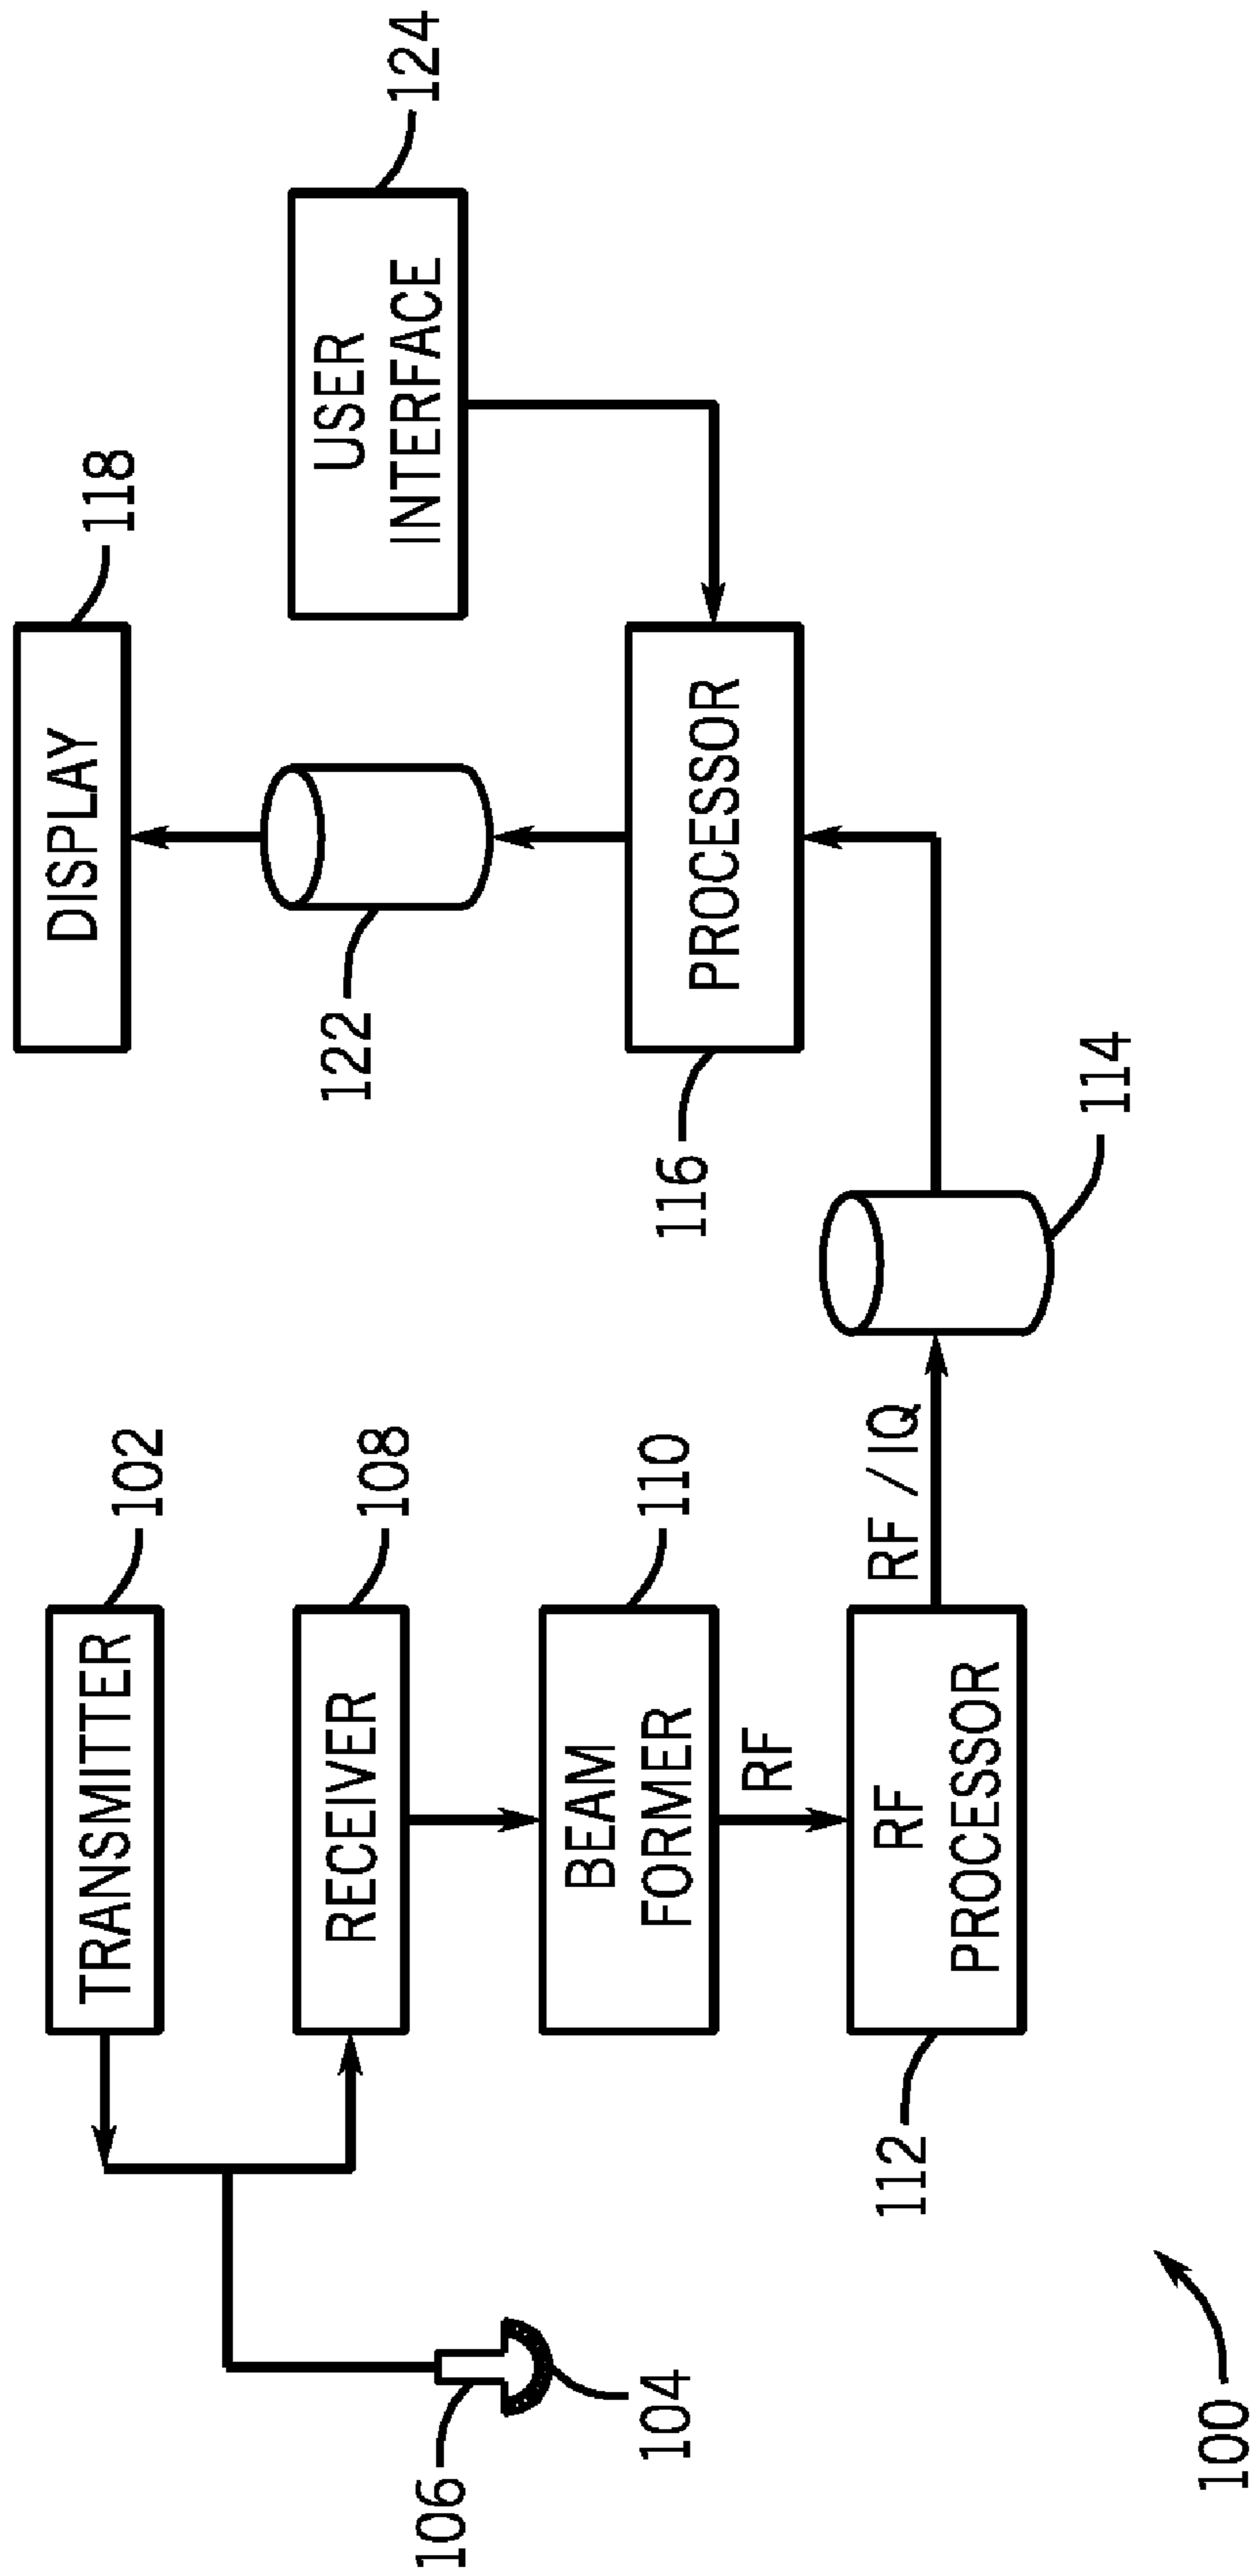 TRANSMITTER
102
RECEIVER
108
BEAM
FORMER
110
RF
RF
PROCESSOR
112
RF / IQ
114
106
104
100
DISPLAY
118
122
PROCESSOR
116
USER
INTERFACE
124